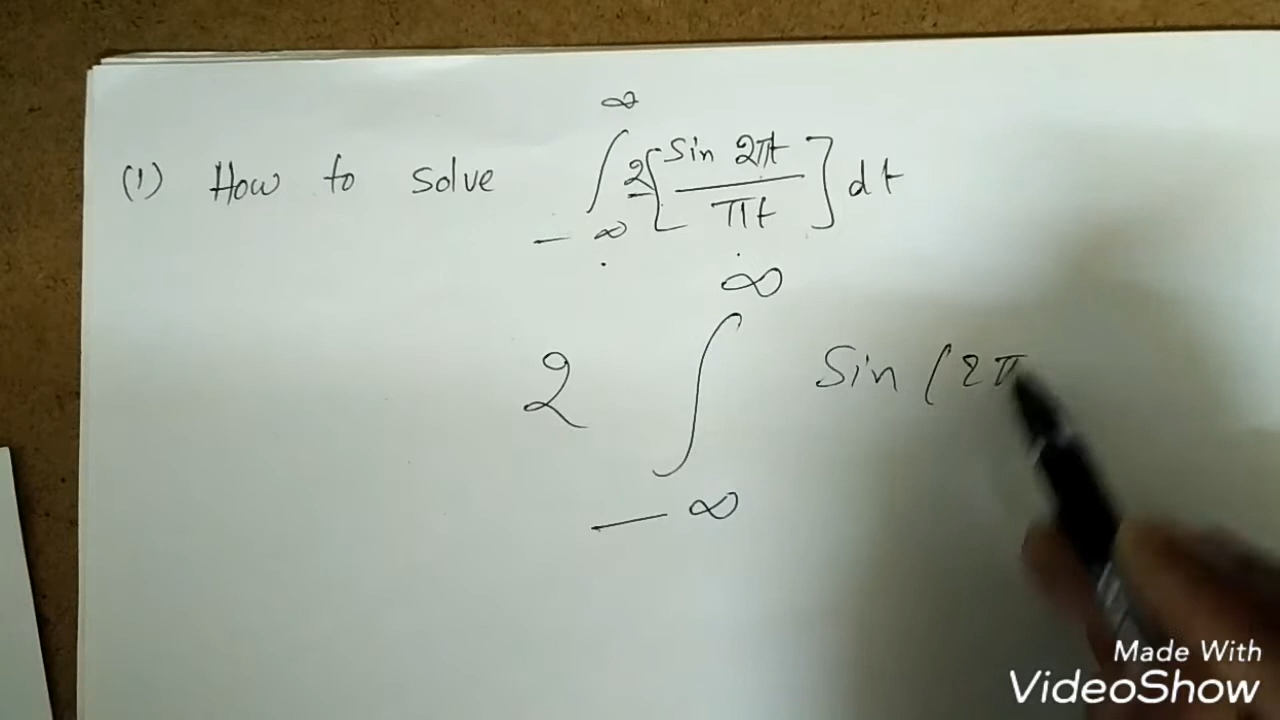 (1) How to solve ∫_{-∞}^{∞} 2[sin 2πt / πt] dt
2 ∫_{-∞}^{∞} Sin (2π
Made With
VideoShow